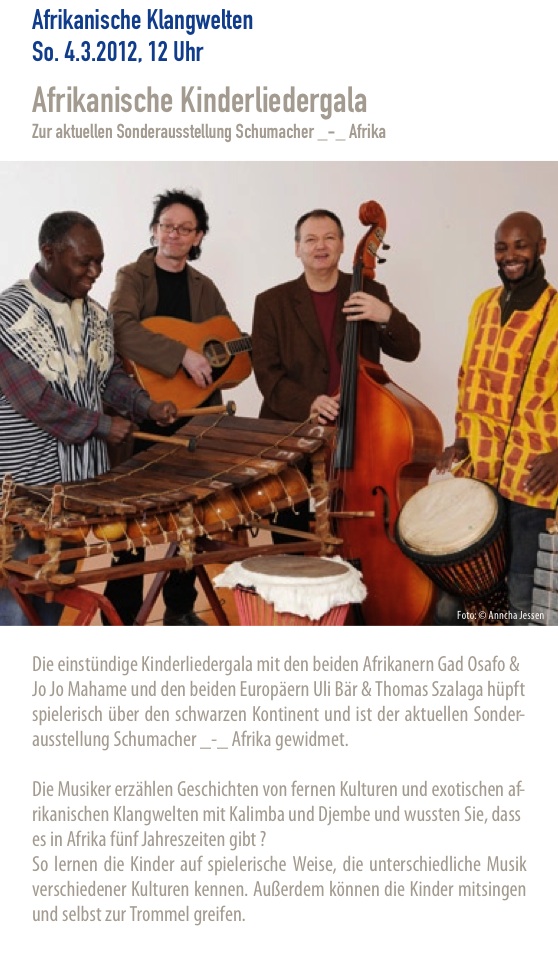 Afrikanische Klangwelten
So. 4.3.2012, 12 Uhr
Afrikanische Kinderliedergala
Zur aktuellen Sonderausstellung Schumacher _-_ Afrika
Foto: © Anncha Jessen
Die einstündige Kinderliedergala mit den beiden Afrikanern Gad Osafo &
Jo Jo Mahame und den beiden Europäern Uli Bär & Thomas Szalaga hüpft
spielerisch über den schwarzen Kontinent und ist der aktuellen Sonder-
ausstellung Schumacher _-_ Afrika gewidmet.
Die Musiker erzählen Geschichten von fernen Kulturen und exotischen af-
rikanischen Klangwelten mit Kalimba und Djembe und wussten Sie, dass
es in Afrika fünf Jahreszeiten gibt ?
So lernen die Kinder auf spielerische Weise, die unterschiedliche Musik
verschiedener Kulturen kennen. Außerdem können die Kinder mitsingen
und selbst zur Trommel greifen.